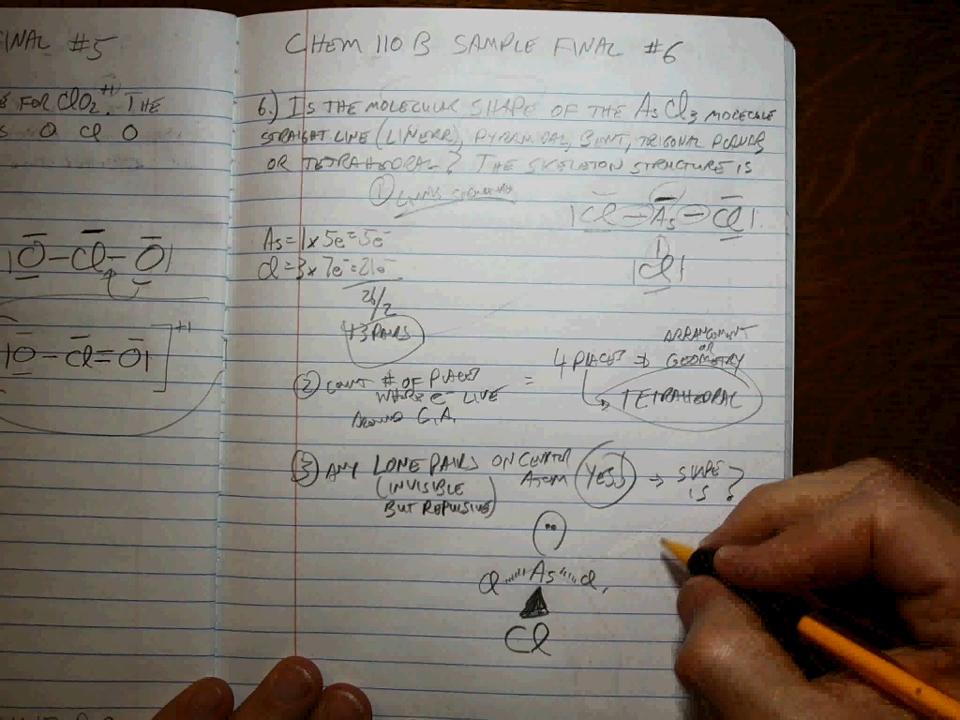 INAL #5
FOR ClO2+1. THE
S O Cl O
|O-Cl-O|
|O-Cl=O|]+1
CHEM 110B SAMPLE FINAL #6
6.) IS THE MOLECULAR SHAPE OF THE AsCl3 MOLECULE
STRAIGHT LINE (LINEAR), PYRAMIDAL, BENT, TRIGONAL PLANAR
OR TETRAHEDRAL? THE SKELETON STRUCTURE IS
① LEWIS STRUCTURE
|Cl-As-Cl|
|Cl|
As=1x5e-=5e-
Cl=3x7e-=21e-
26/2
13 PAIRS
② COUNT # OF PLACES
WHERE e- LIVE
AROUND C.A.
= 4 PLACES ⇒ ARRANGEMENT
OR
GEOMETRY
TETRAHEDRAL
③ ANY LONE PAIRS ON CENTER
ATOM YES! → SHAPE
IS ?
(INVISIBLE
BUT REPULSIVE)
Cl As Cl
Cl